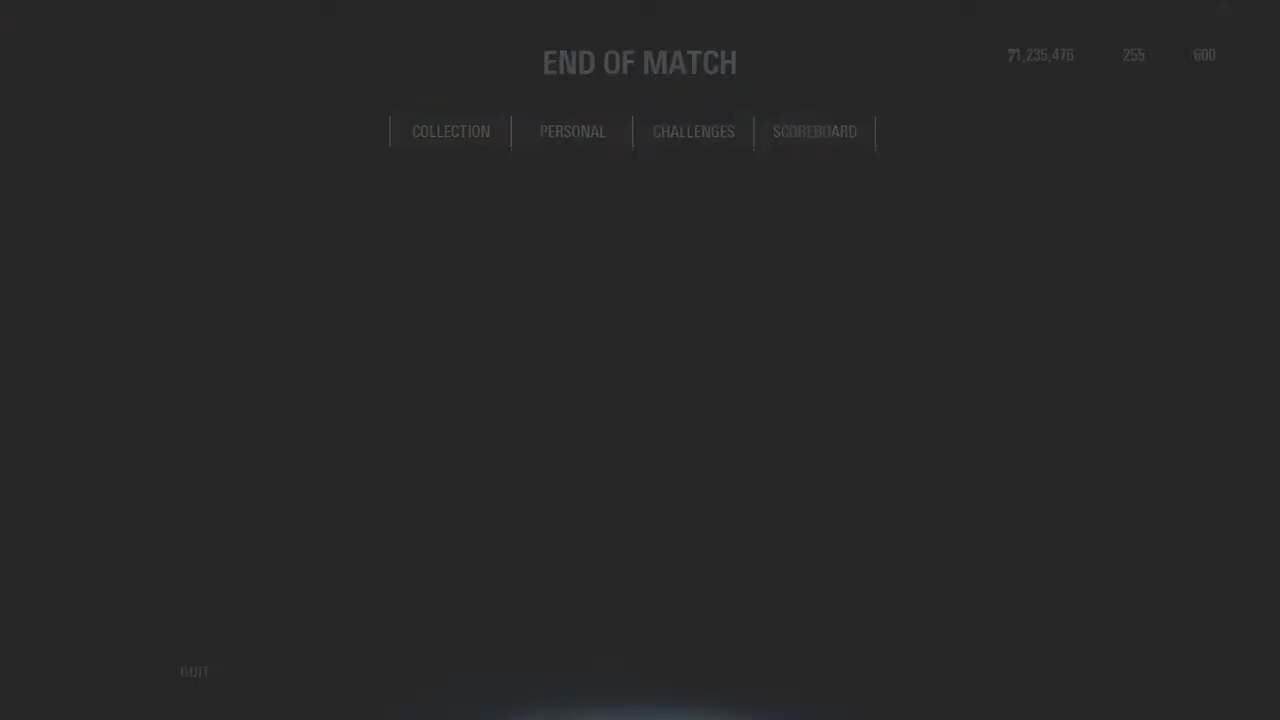 END OF MATCH
71,235,476 255 600
COLLECTION PERSONAL CHALLENGES SCOREBOARD
QUIT